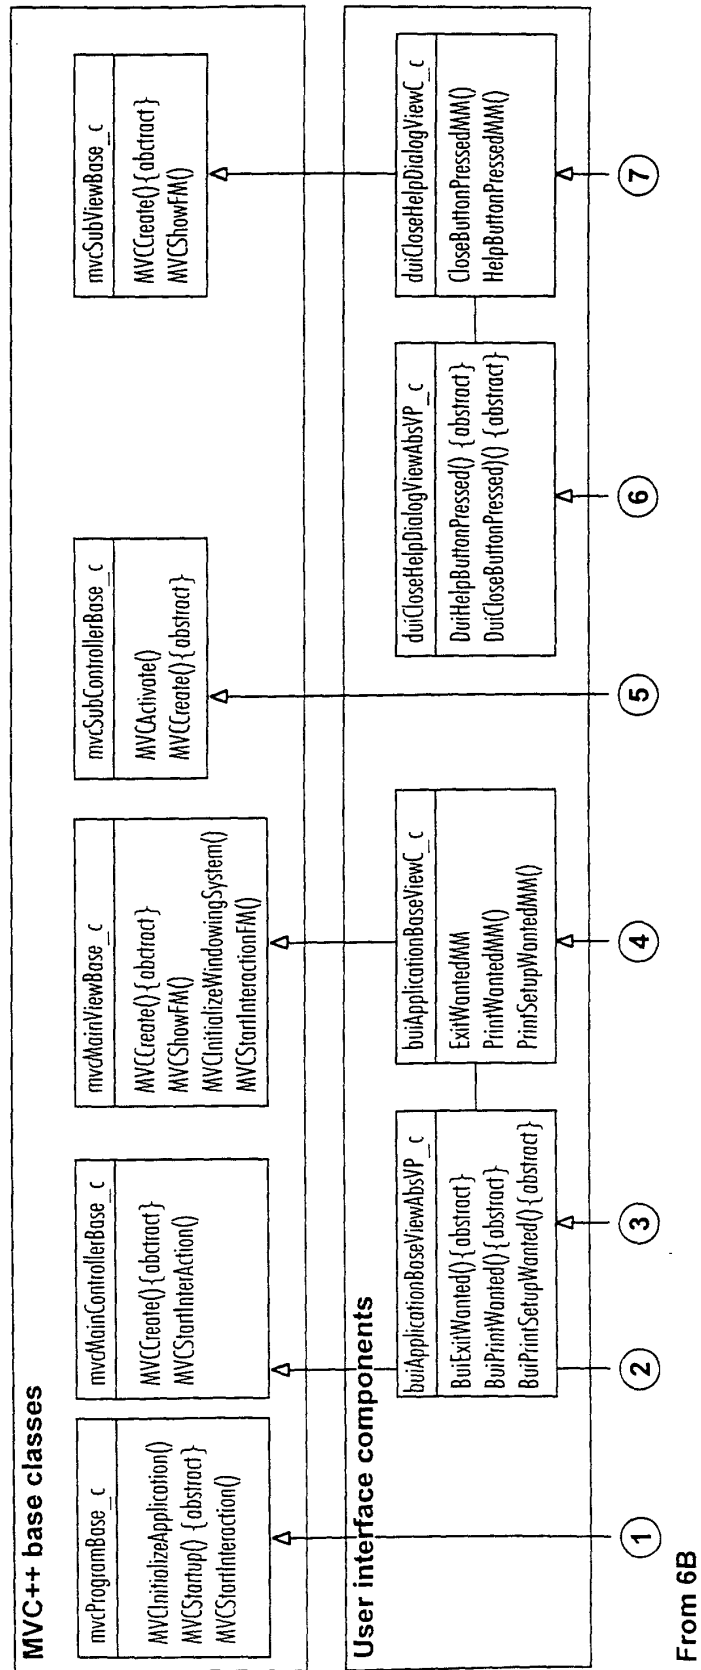 MVC++ base classes
mvcProgramBase_c
MVCInitializeApplication()
MVCStartup() {abstract}
MVCStartInteraction()
mvcMainControllerBase_c
MVCCreate(){abctract}
MVCStartInterAction()
mvcMainViewBase_c
MVCCreate(){abctract}
MVCShowFM()
MVCInitializeWindowingSystem()
MVCStartInteractionFM()
mvcSubControllerBase_c
MVCActivate()
MVCCreate(){abstract}
mvcSubViewBase_c
MVCCreate(){abctract}
MVCShowFM()
User interface components
buiApplicationBaseViewAbsVP_c
BuiExitWanted(){abstract}
BuiPrintWanted(){abstract}
BuiPrintSetupWanted(){abstract}
buiApplicationBaseViewC_c
ExitWantedMM
PrintWantedMM()
PrintSetupWantedMM()
duiCloseHelpDialogViewAbsVP_c
DuiHelpButtonPressed() {abstract}
DuiCloseButtonPressed)() {abstract}
duiCloseHelpDialogViewC_c
CloseButtonPressedMM()
HelpButtonPressedMM()
1
2
3
4
5
6
7
From 6B